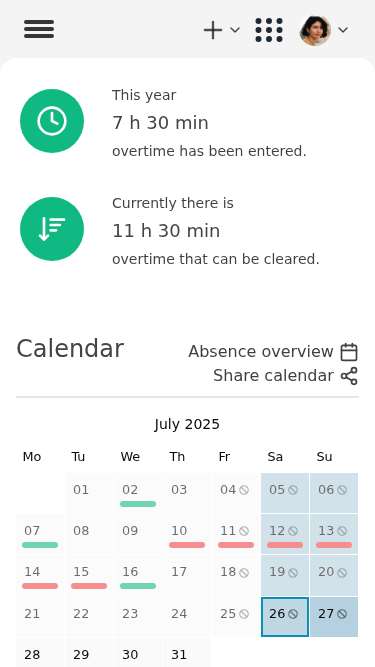 This year
7 h 30 min
overtime has been entered.
Currently there is
11 h 30 min
overtime that can be cleared.
Calendar
Absence overview
Share calendar
July 2025
Mo Tu We Th Fr Sa Su
01 02 03 04 05 06
07 08 09 10 11 12 13
14 15 16 17 18 19 20
21 22 23 24 25 26 27
28 29 30 31